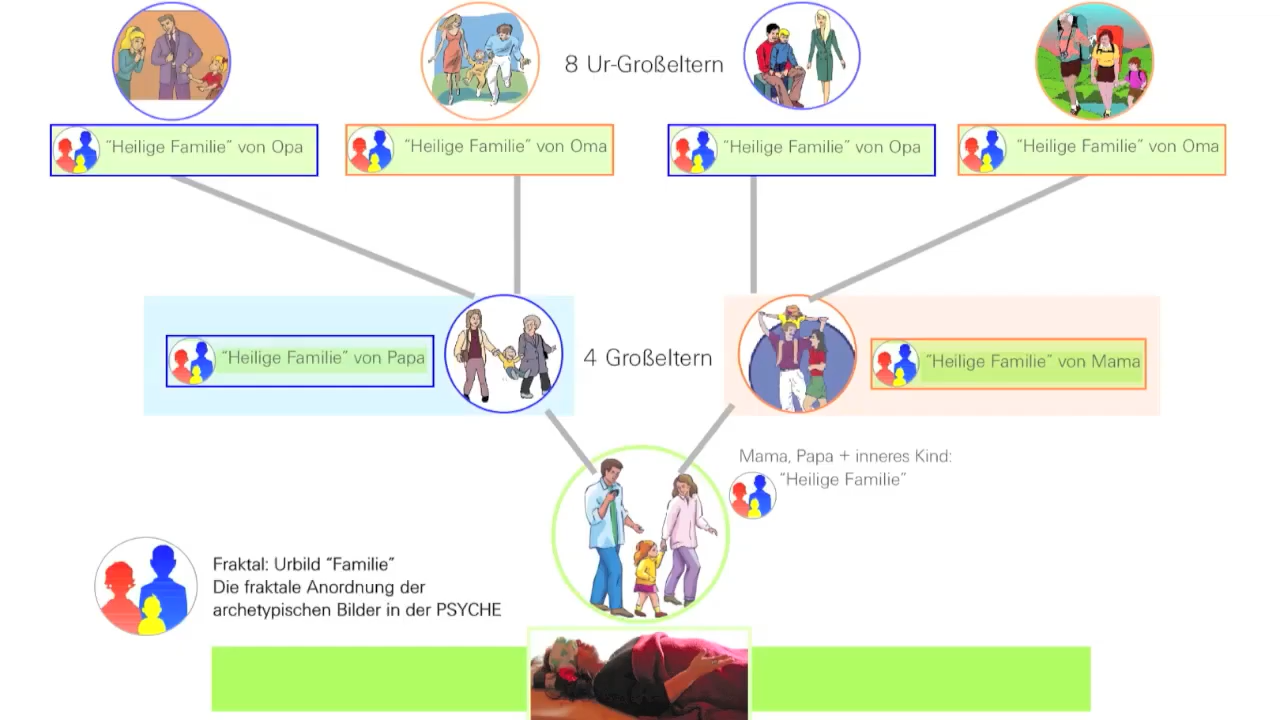 8 Ur-Großeltern
“Heilige Familie” von Opa
“Heilige Familie” von Oma
“Heilige Familie” von Opa
“Heilige Familie” von Oma
“Heilige Familie” von Papa
4 Großeltern
“Heilige Familie” von Mama
Mama, Papa + inneres Kind:
“Heilige Familie”
Fraktal: Urbild “Familie”
Die fraktale Anordnung der
archetypischen Bilder in der PSYCHE